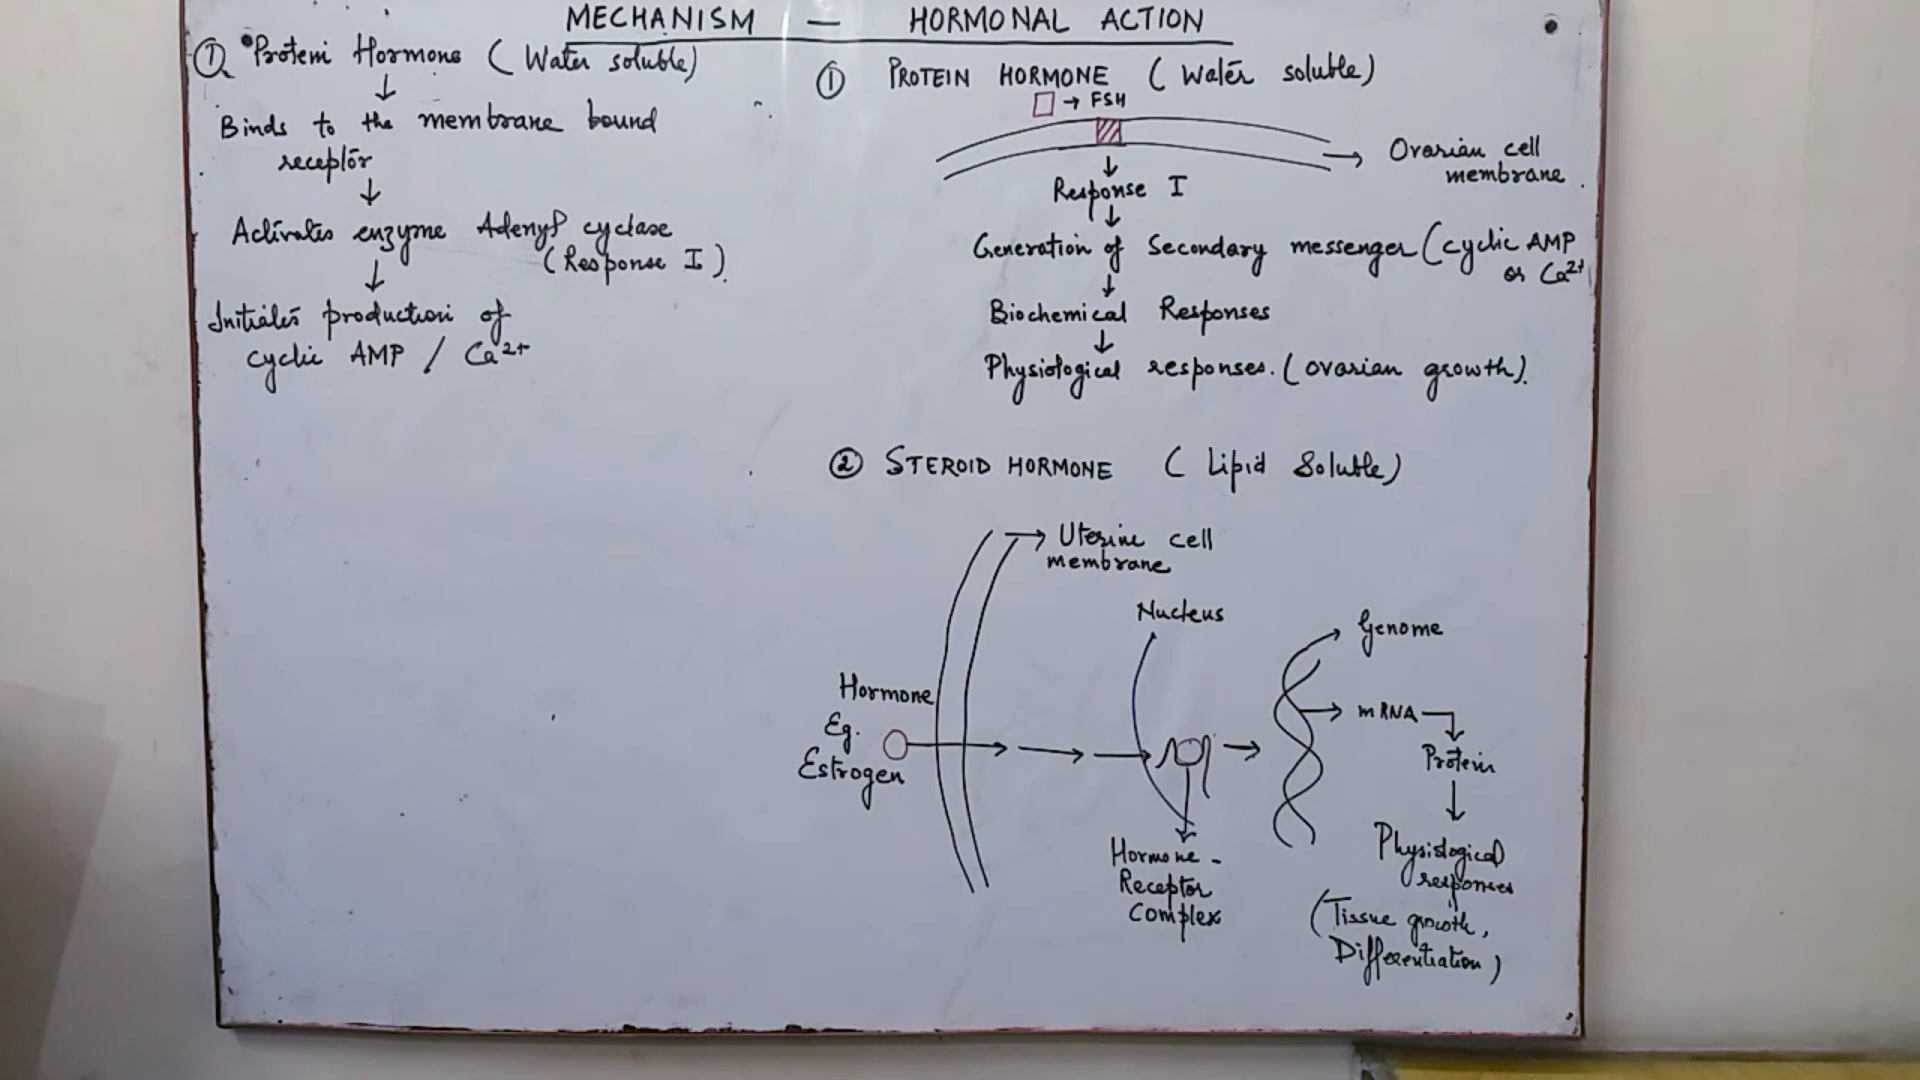 MECHANISM — HORMONAL ACTION
① Protein Hormone (Water soluble)
↓
Binds to the membrane bound
receptor
↓
Activates enzyme Adenyl cyclase
(Response I).
↓
Initiates production of
cyclic AMP / Ca²⁺
① PROTEIN HORMONE (Water soluble)
→ FSH
→ Ovarian cell
membrane
↓
Response I
↓
Generation of Secondary messenger (cyclic AMP
or Ca²⁺
↓
Biochemical Responses
↓
Physiological responses. (ovarian growth).
② STEROID HORMONE (Lipid Soluble)
→ Uterine cell
membrane
Nucleus
Genome
Hormone
Eg.
Estrogen
mRNA
Protein
↓
Physiological
responses
(Tissue growth,
Differentiation)
Hormone -
Receptor
Complex